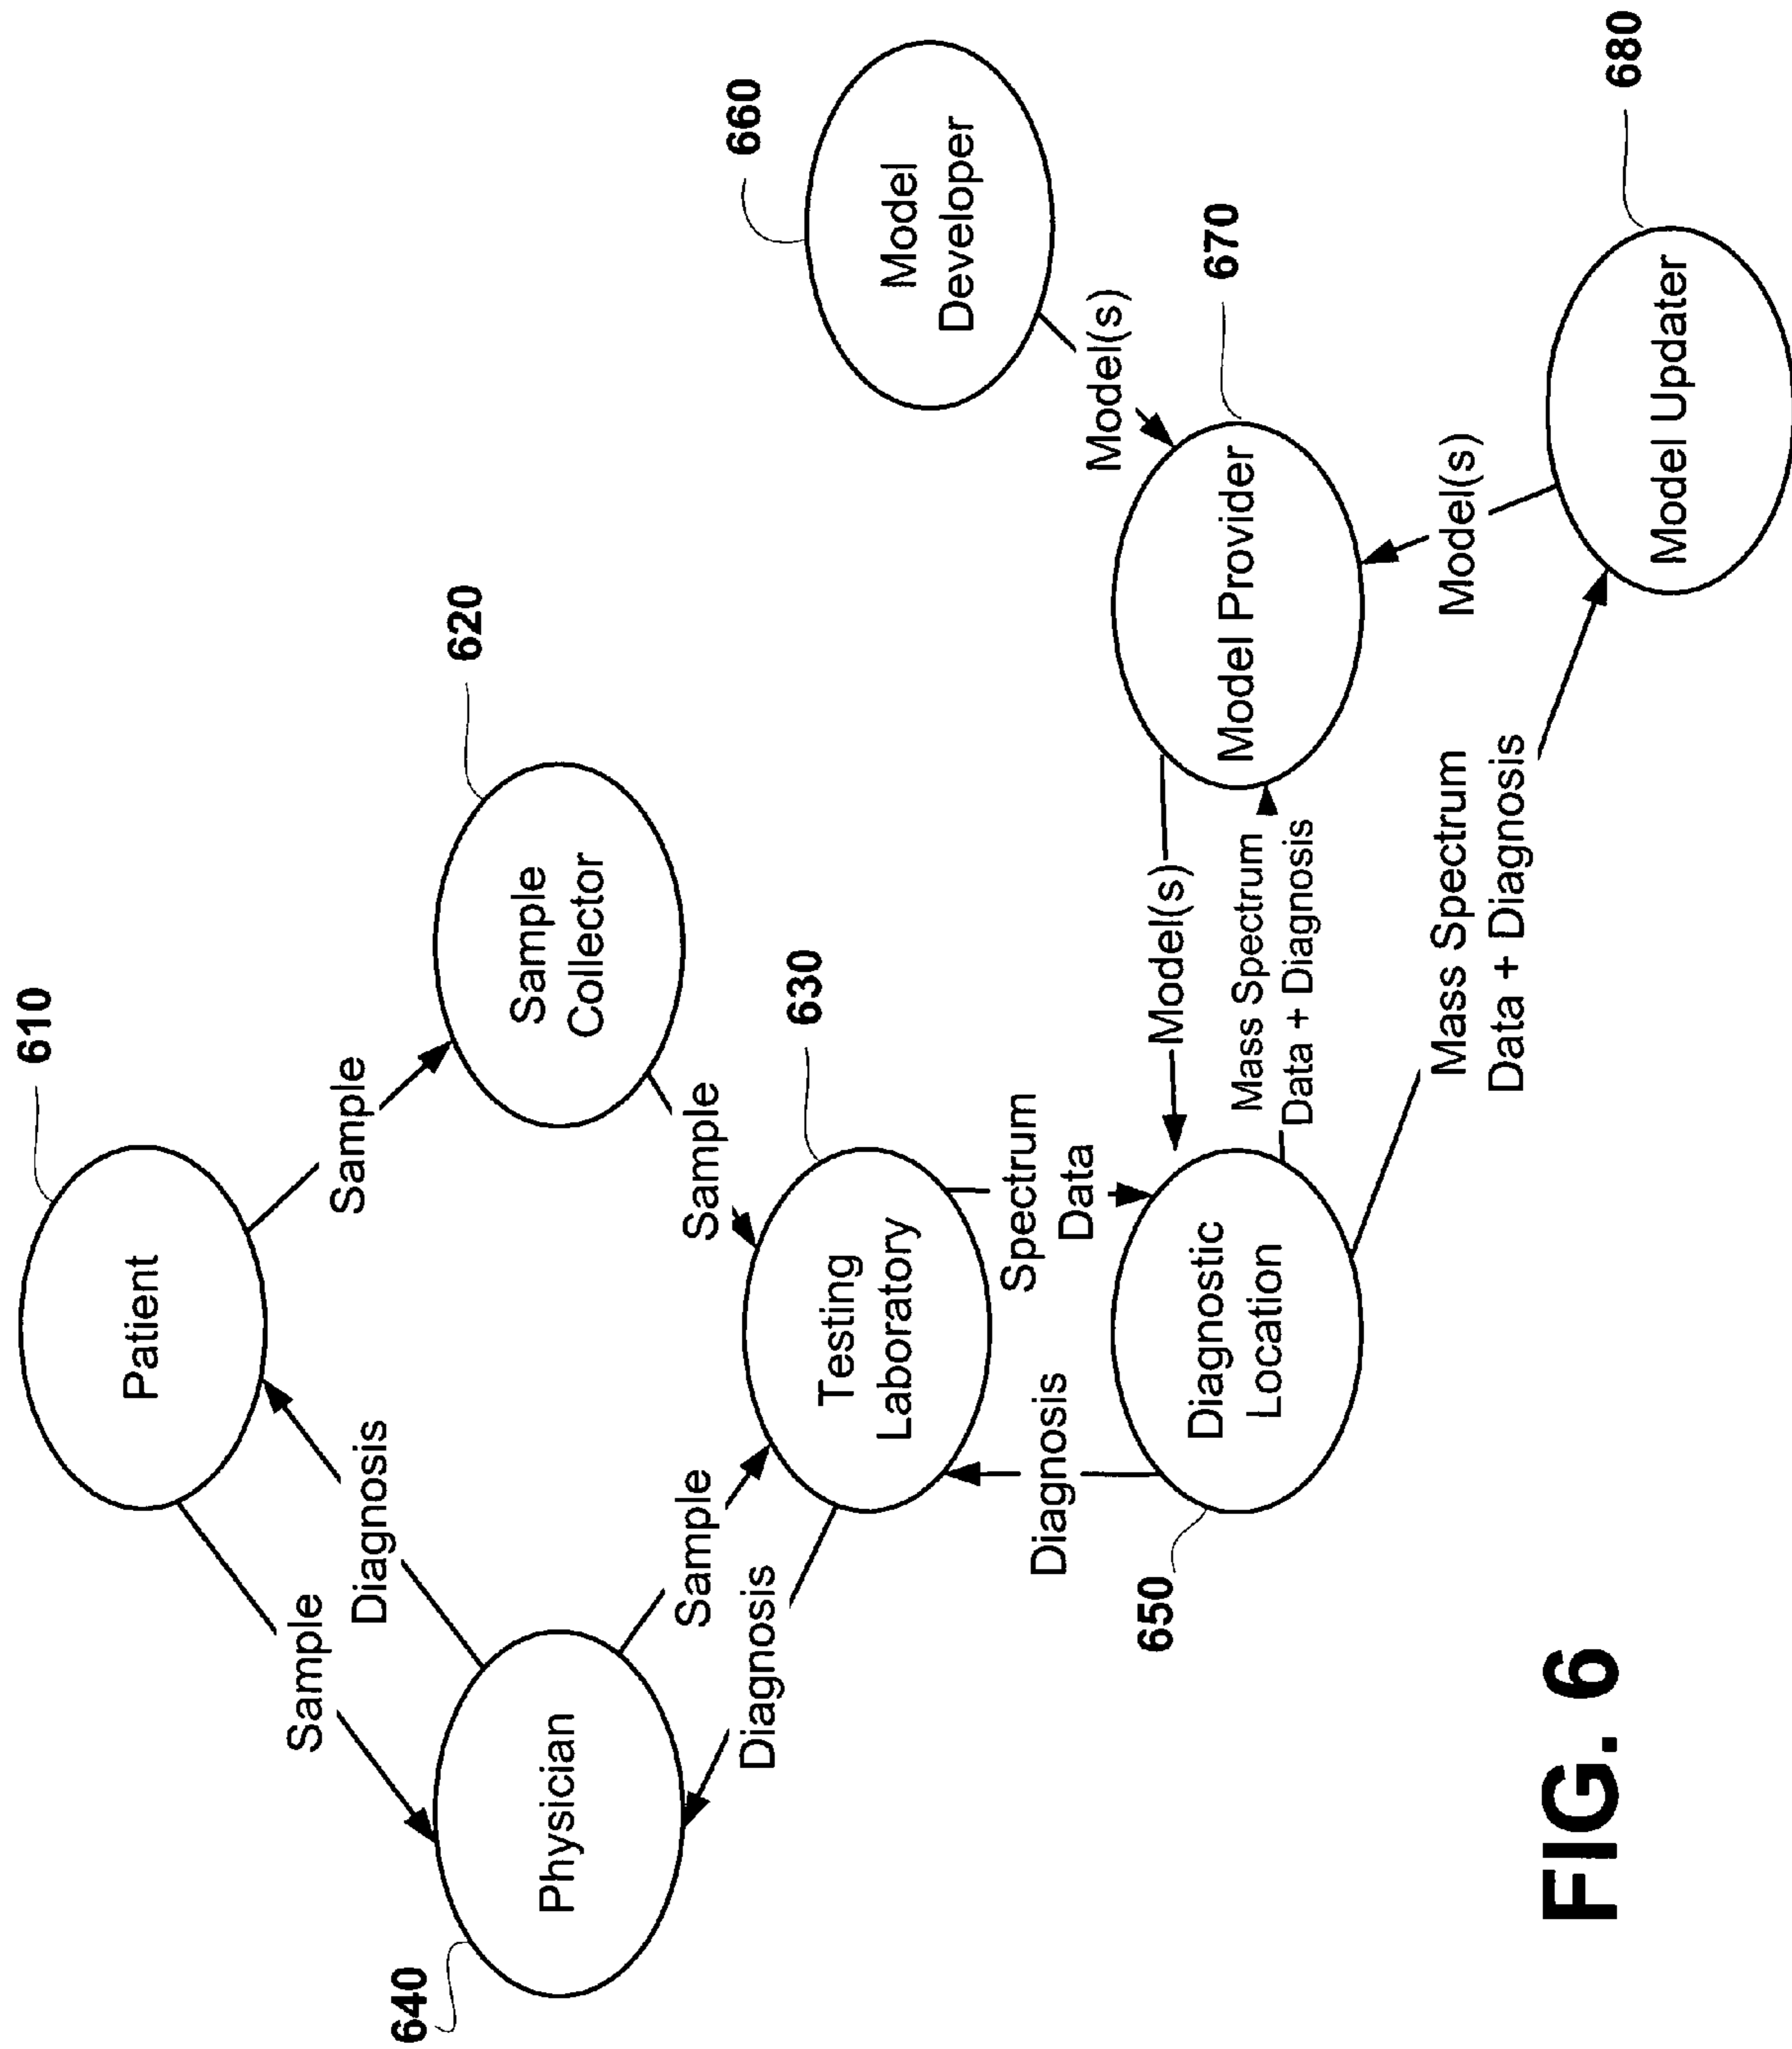 610
Patient
Sample
Diagnosis
Sample
640
Physician
620
Sample
Collector
Sample
Diagnosis
Sample
630
Testing
Laboratory
Diagnosis
Spectrum
Data
650
Diagnostic
Location
Model(s)
Mass Spectrum
Data + Diagnosis
660
Model
Developer
Model(s)
670
Model Provider
Model(s)
Mass Spectrum
Data + Diagnosis
680
Model Updater
FIG. 6